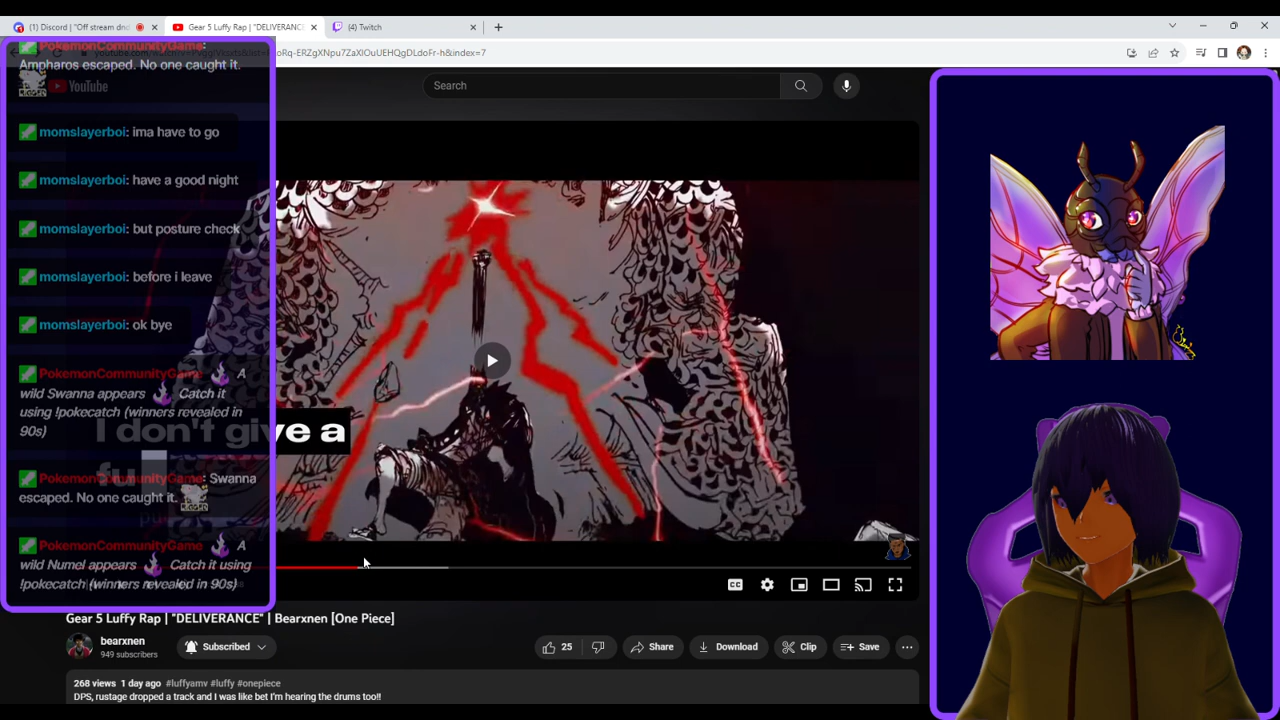 (1) Discord | "Off stream dnd
Gear 5 Luffy Rap | "DELIVERANCE"
(4) Twitch
oRq-ERZgXNpu7ZaXlOuUEHQgDLdoFr-h&index=7
PokemonCommunityGame:
Ampharos escaped. No one caught it.
YouTube
Search
momslayerboi: ima have to go
momslayerboi: have a good night
momslayerboi: but posture check
momslayerboi: before i leave
momslayerboi: ok bye
PokemonCommunityGame A
wild Swanna appears Catch it
using !pokecatch (winners revealed in
90s)
I don't give a
PokemonCommunityGame: Swanna
escaped. No one caught it.
PokemonCommunityGame A
wild Numel appears Catch it using
!pokecatch (winners revealed in 90s)
Gear 5 Luffy Rap | "DELIVERANCE" | Bearxnen [One Piece]
bearxnen
949 subscribers
Subscribed
25
Share
Download
Clip
Save
268 views 1 day ago #luffyamv #luffy #onepiece
DPS, rustage dropped a track and I was like bet I'm hearing the drums too!!